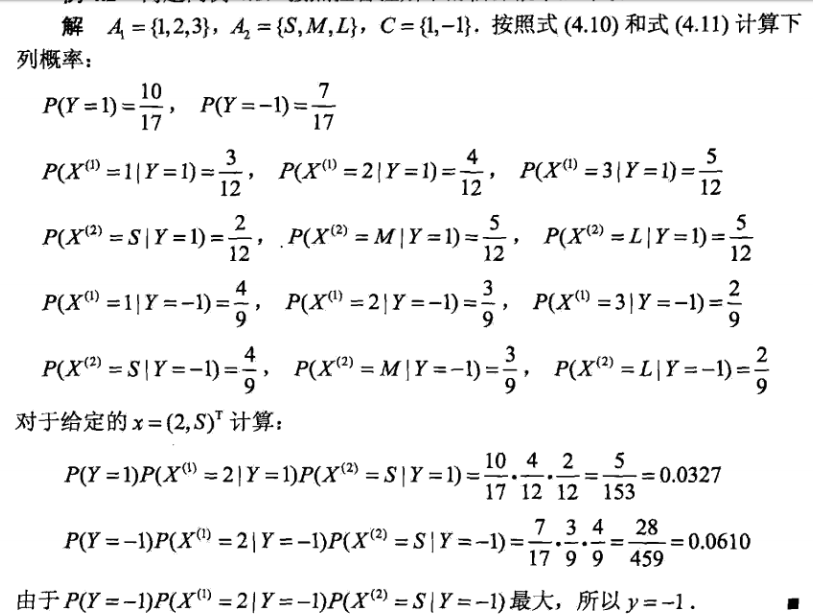 解 A₁ = {1,2,3}, A₂ = {S,M,L}, C = {1,−1}. 按照式 (4.10) 和式 (4.11) 计算下
列概率:
P(Y=1) = 10/17, P(Y=−1) = 7/17
P(X⁽¹⁾=1|Y=1) = 3/12, P(X⁽¹⁾=2|Y=1) = 4/12, P(X⁽¹⁾=3|Y=1) = 5/12
P(X⁽²⁾=S|Y=1) = 2/12, P(X⁽²⁾=M|Y=1) = 5/12, P(X⁽²⁾=L|Y=1) = 5/12
P(X⁽¹⁾=1|Y=−1) = 4/9, P(X⁽¹⁾=2|Y=−1) = 3/9, P(X⁽¹⁾=3|Y=−1) = 2/9
P(X⁽²⁾=S|Y=−1) = 4/9, P(X⁽²⁾=M|Y=−1) = 3/9, P(X⁽²⁾=L|Y=−1) = 2/9
对于给定的 x = (2,S)ᵀ 计算:
P(Y=1)P(X⁽¹⁾=2|Y=1)P(X⁽²⁾=S|Y=1) = 10/17 · 4/12 · 2/12 = 5/153 = 0.0327
P(Y=−1)P(X⁽¹⁾=2|Y=−1)P(X⁽²⁾=S|Y=−1) = 7/17 · 3/9 · 4/9 = 28/459 = 0.0610
由于 P(Y=−1)P(X⁽¹⁾=2|Y=−1)P(X⁽²⁾=S|Y=−1) 最大, 所以 y = −1. ■